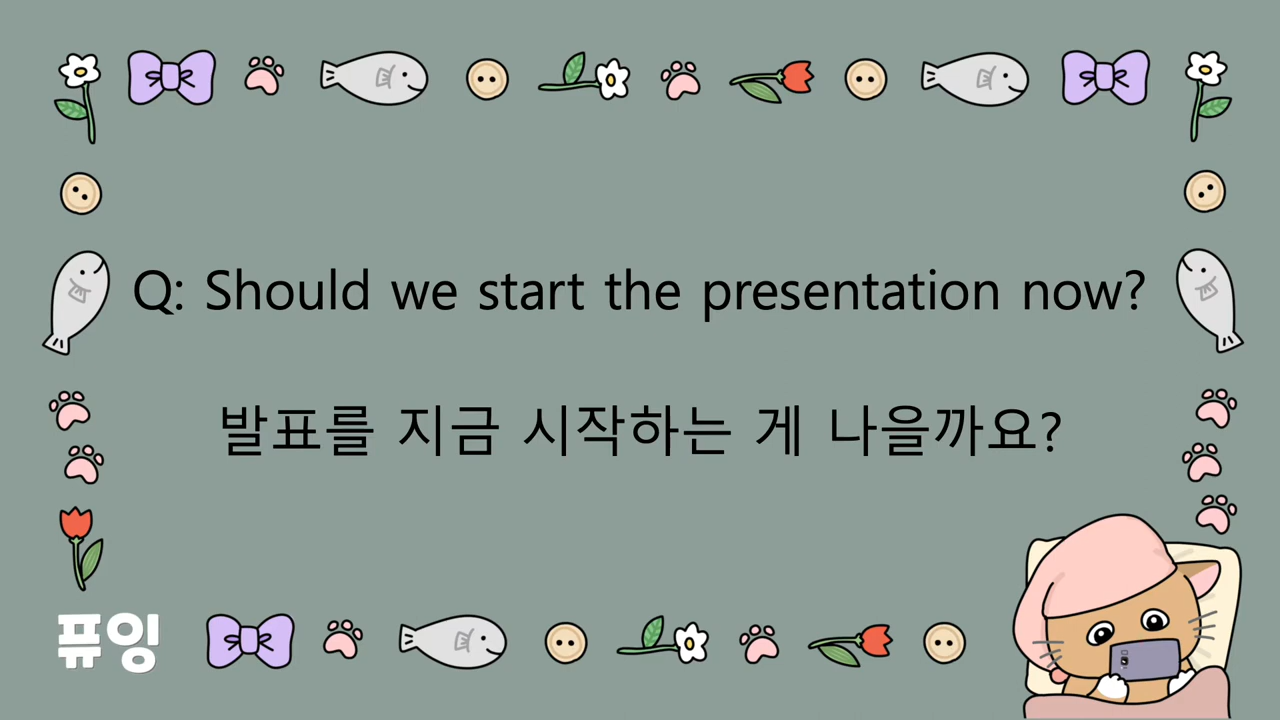 Q: Should we start the presentation now?
발표를 지금 시작하는 게 나을까요?
퓨잉